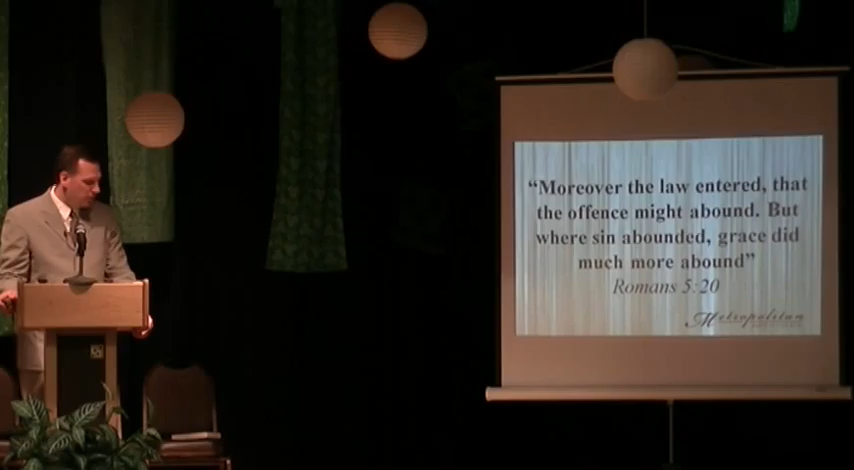 “Moreover the law entered, that
the offence might abound. But
where sin abounded, grace did
much more abound”
Romans 5:20
Metropolitan